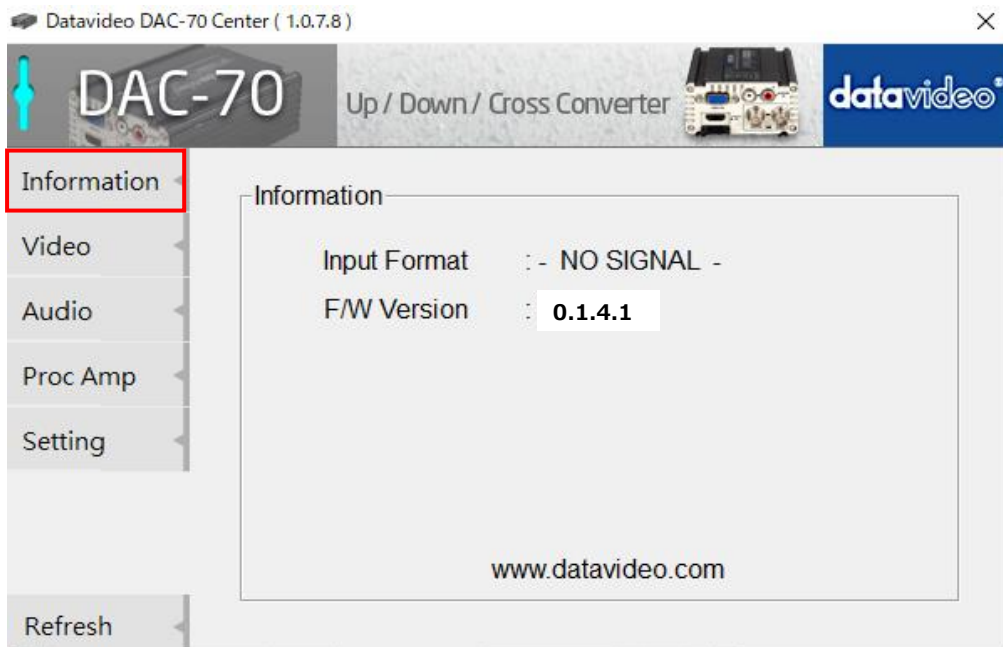 Datavideo DAC-70 Center ( 1.0.7.8 )
DAC-70
Up / Down / Cross Converter
datavideo®
Information
Video
Audio
Proc Amp
Setting
Refresh
Information
Input Format : - NO SIGNAL -
F/W Version : 0.1.4.1
www.datavideo.com